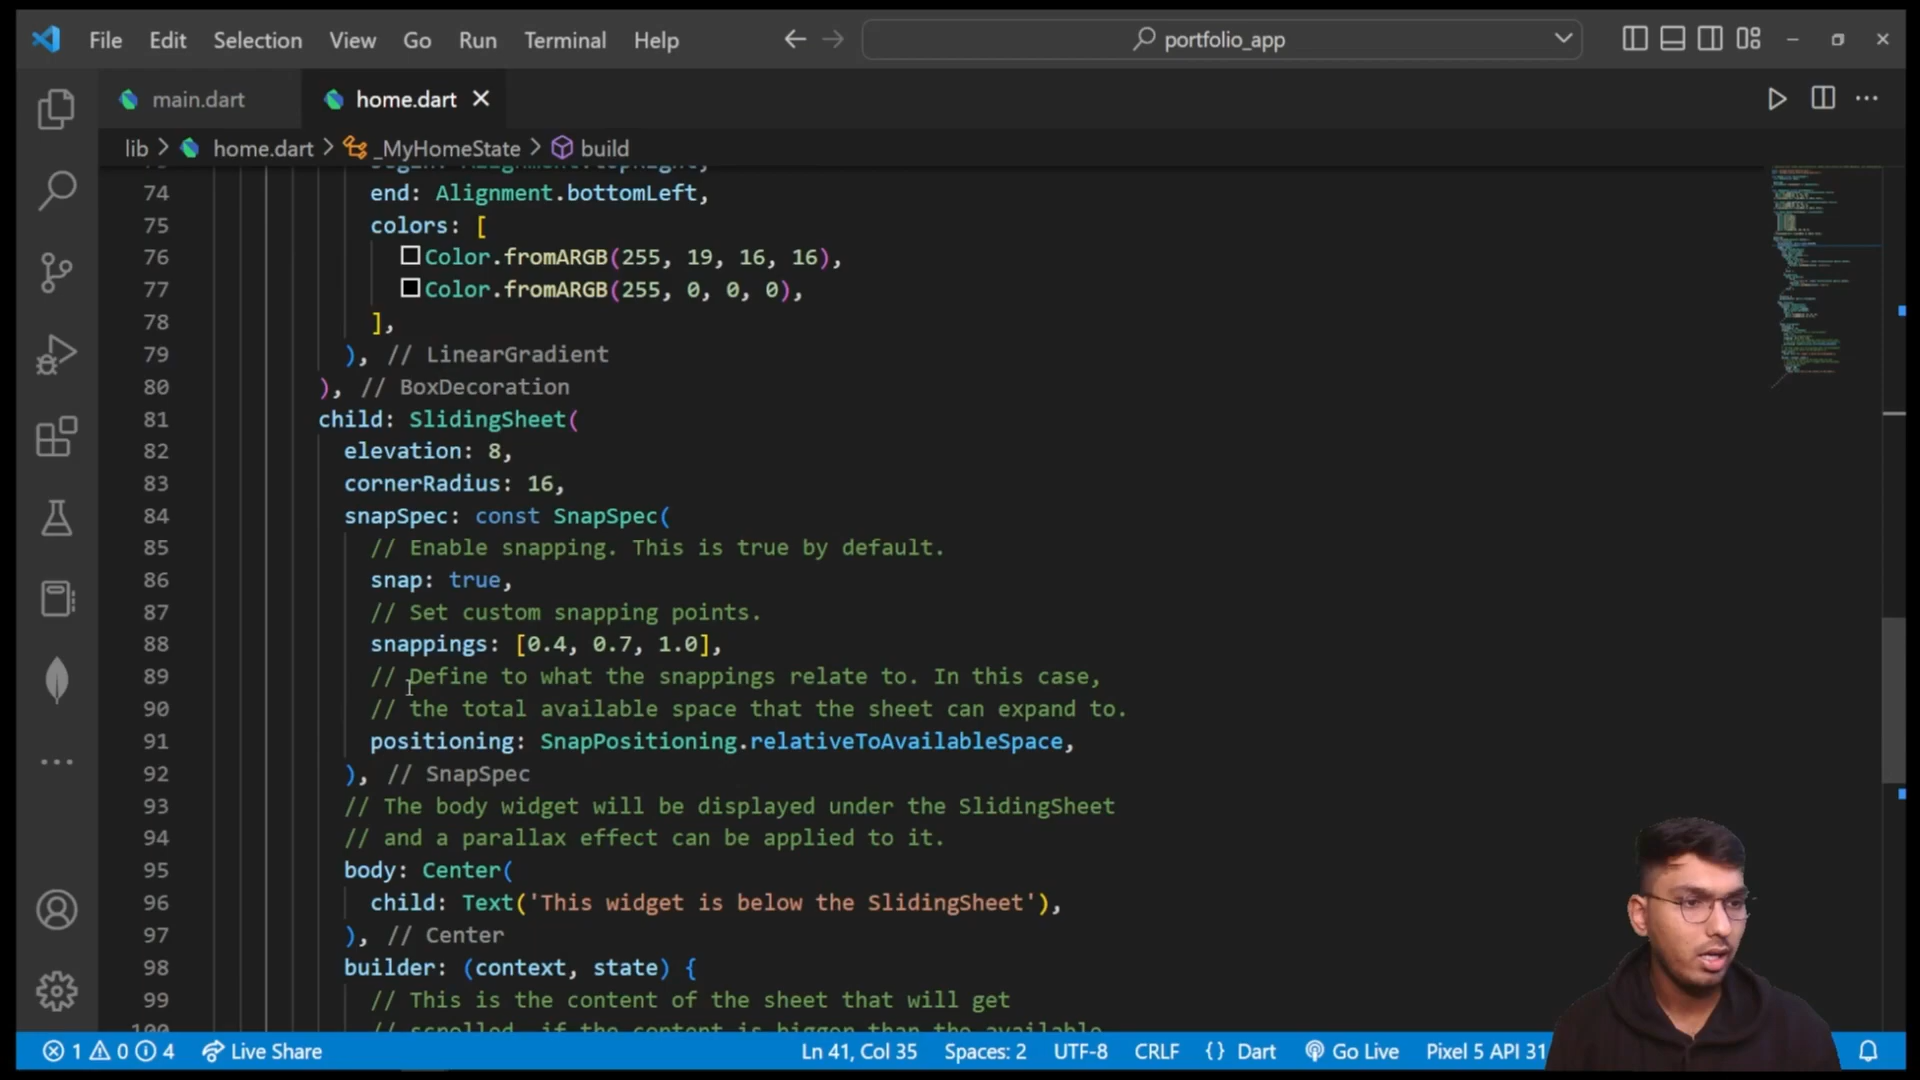 File Edit Selection View Go Run Terminal Help portfolio_app
main.dart home.dart
lib > home.dart > _MyHomeState > build
74 end: Alignment.bottomLeft,
75 colors: [
76 Color.fromARGB(255, 19, 16, 16),
77 Color.fromARGB(255, 0, 0, 0),
78 ],
79 ), // LinearGradient
80 ), // BoxDecoration
81 child: SlidingSheet(
82 elevation: 8,
83 cornerRadius: 16,
84 snapSpec: const SnapSpec(
85 // Enable snapping. This is true by default.
86 snap: true,
87 // Set custom snapping points.
88 snappings: [0.4, 0.7, 1.0],
89 // Define to what the snappings relate to. In this case,
90 // the total available space that the sheet can expand to.
91 positioning: SnapPositioning.relativeToAvailableSpace,
92 ), // SnapSpec
93 // The body widget will be displayed under the SlidingSheet
94 // and a parallax effect can be applied to it.
95 body: Center(
96 child: Text('This widget is below the SlidingSheet'),
97 ), // Center
98 builder: (context, state) {
99 // This is the content of the sheet that will get
100 // scrolled, if the content is bigger than the available
1 0 4 Live Share Ln 41, Col 35 Spaces: 2 UTF-8 CRLF {} Dart Go Live Pixel 5 API 31